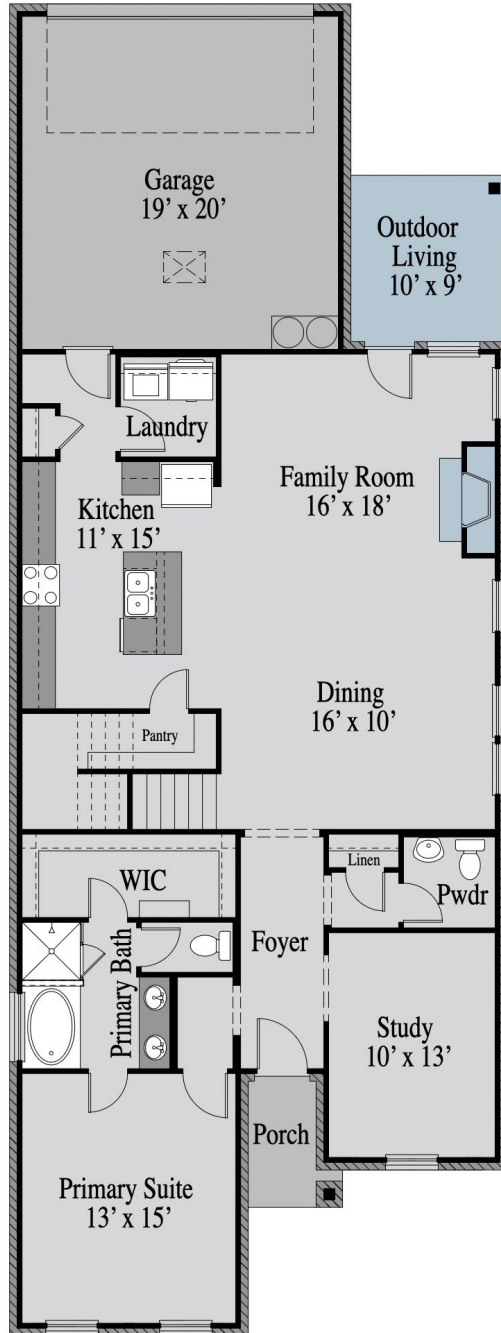 Garage
19' x 20'
Outdoor
Living
10' x 9'
Laundry
Family Room
16' x 18'
Kitchen
11' x 15'
Dining
16' x 10'
Pantry
WIC
Linen
Pwdr
Foyer
Primary Bath
Study
10' x 13'
Porch
Primary Suite
13' x 15'